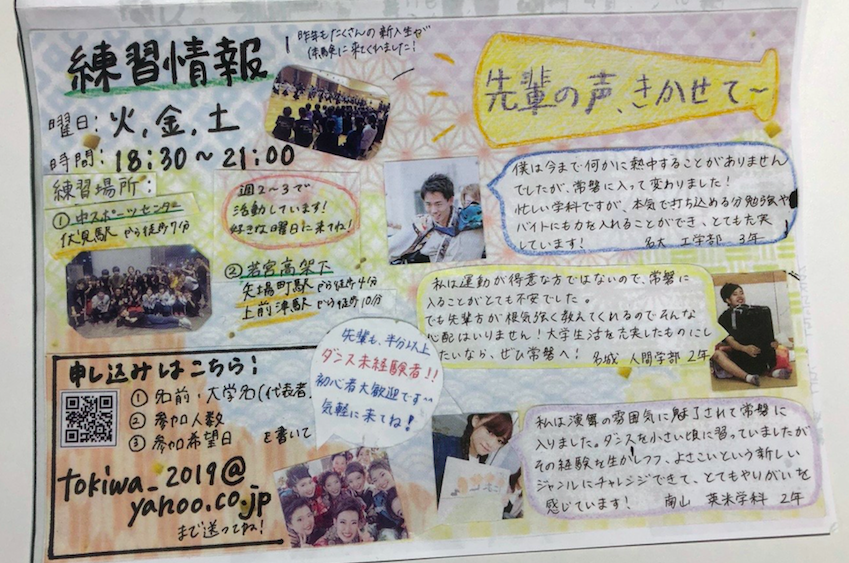 練習情報
昨年もたくさんの新入生が
体験に来てくれました!
曜日:火,金,土
時間:18:30〜21:00
練習場所:
①中スポーツセンター
伏見駅から徒歩7分
週2〜3で
活動しています!
好きな曜日に来てね!
②若宮高架下
矢場町駅から徒歩4分
上前津駅から徒歩10分
申し込みはこちら!
①名前・大学名(代表者
②参加人数
③参加希望日 を書いて
tokiwa_2019@
yahoo.co.jp
まで送ってね!
先輩も、半分以上
ダンス未経験者!!
初心者大歓迎です〜
気軽に来てね!
先輩の声、きかせて〜
僕は今まで何かに熱中することがありません
でしたが、常磐に入って変わりました!
忙しい学科ですが、本気で打ち込める分勉強や
バイトにも力を入れることができ、とても充実
しています! 名大 工学部 3年
私は運動が得意な方ではないので、常磐に
入ることがとても不安でした。
でも先輩方が根気強く教えてくれるのでそんな
心配はいりません!大学生活を充実したものにし
たいなら、ぜひ常磐へ! 名城 人間学部 2年
私は演舞の雰囲気に魅了されて常磐に
入りました。ダンスを小さい頃に習っていましたが
その経験を生かしつつ、よさこいという新しい
ジャンルにチャレンジできて、とてもやりがいを
感じています! 南山 英米学科 2年